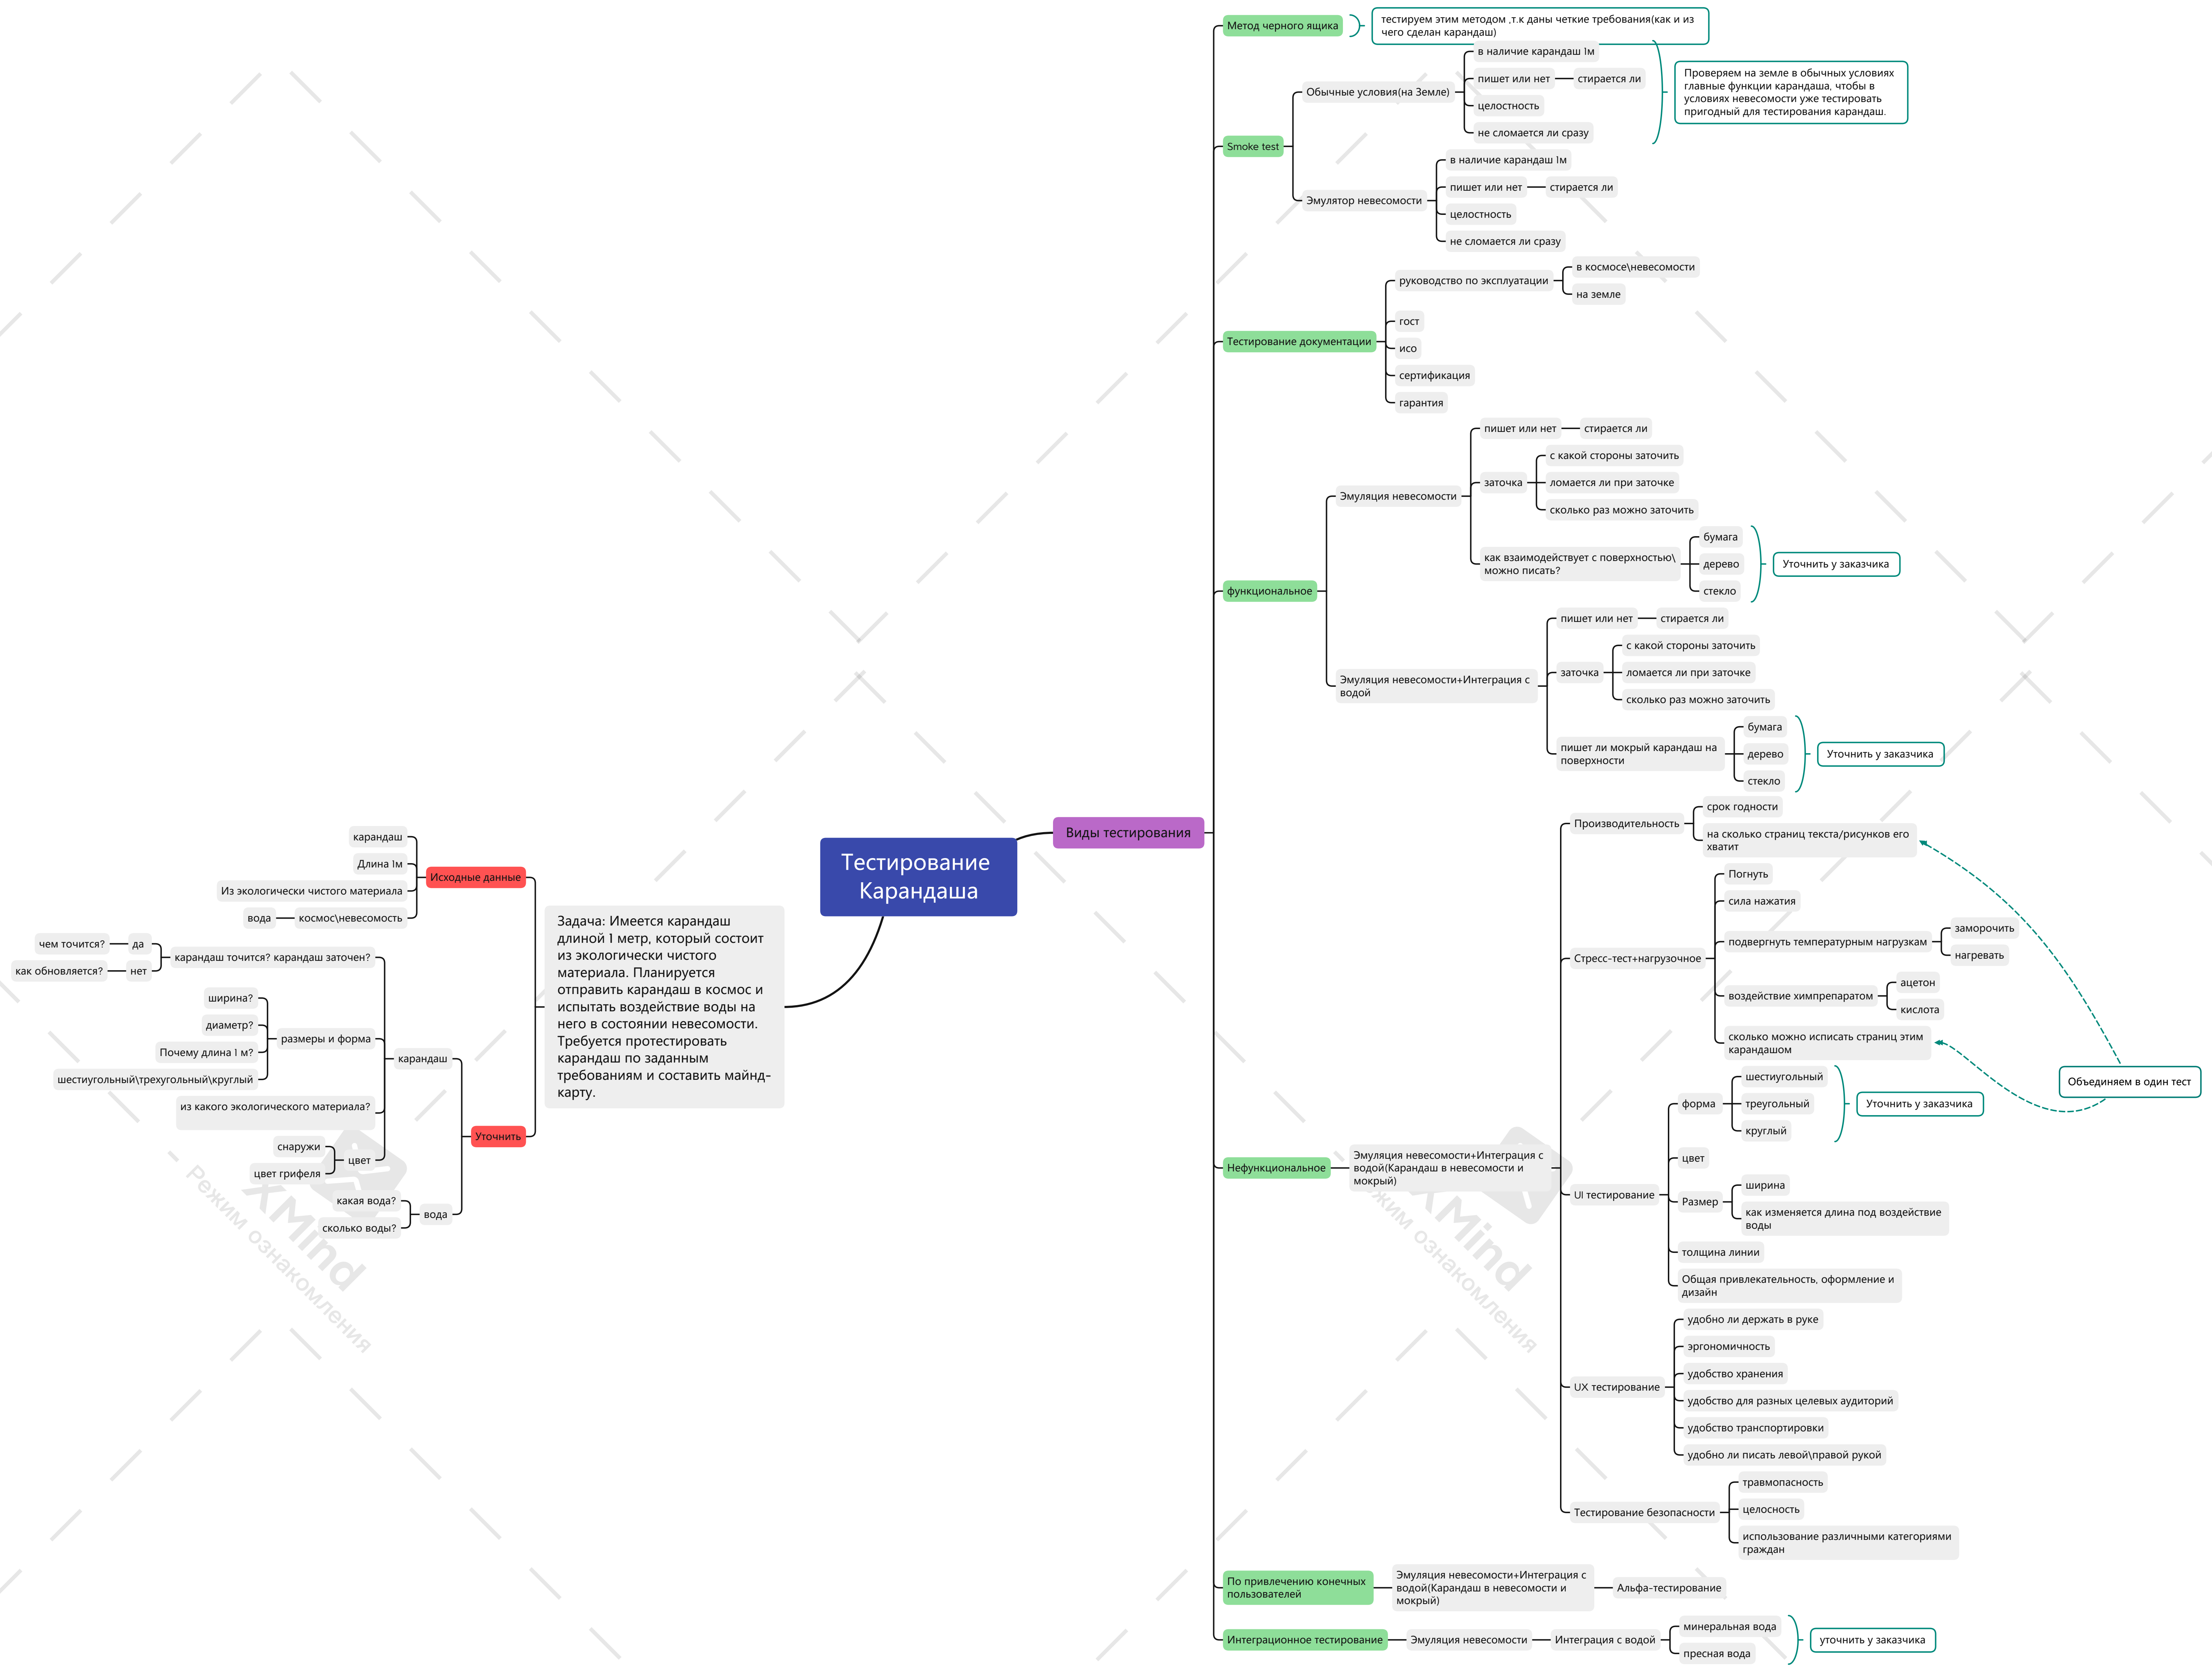 Тестирование
Карандаша
Задача: Имеется карандаш
длиной 1 метр, который состоит
из экологически чистого
материала. Планируется
отправить карандаш в космос и
испытать воздействие воды на
него в состоянии невесомости.
Требуется протестировать
карандаш по заданным
требованиям и составить майнд-
карту.
Исходные данные
карандаш
Длина 1м
Из экологически чистого материала
космос\невесомость
вода
Уточнить
карандаш
карандаш точится? карандаш заточен?
да
чем точится?
нет
как обновляется?
размеры и форма
ширина?
диаметр?
Почему длина 1 м?
шестиугольный\трехугольный\круглый
из какого экологического материала?
цвет
снаружи
цвет грифеля
вода
какая вода?
сколько воды?
Виды тестирования
Метод черного ящика
тестируем этим методом ,т.к даны четкие требования(как и из
чего сделан карандаш)
Smoke test
Обычные условия(на Земле)
в наличие карандаш 1м
пишет или нет
стирается ли
целостность
не сломается ли сразу
Проверяем на земле в обычных условиях
главные функции карандаша, чтобы в
условиях невесомости уже тестировать
пригодный для тестирования карандаш.
Эмулятор невесомости
в наличие карандаш 1м
пишет или нет
стирается ли
целостность
не сломается ли сразу
Тестирование документации
руководство по эксплуатации
в космосе\невесомости
на земле
гост
исо
сертификация
гарантия
функциональное
Эмуляция невесомости
пишет или нет
стирается ли
заточка
с какой стороны заточить
ломается ли при заточке
сколько раз можно заточить
как взаимодействует с поверхностью\
можно писать?
бумага
дерево
стекло
Уточнить у заказчика
Эмуляция невесомости+Интеграция с
водой
пишет или нет
стирается ли
заточка
с какой стороны заточить
ломается ли при заточке
сколько раз можно заточить
пишет ли мокрый карандаш на
поверхности
бумага
дерево
стекло
Уточнить у заказчика
Нефункциональное
Эмуляция невесомости+Интеграция с
водой(Карандаш в невесомости и
мокрый)
Производительность
срок годности
на сколько страниц текста/рисунков его
хватит
Стресс-тест+нагрузочное
Погнуть
сила нажатия
подвергнуть температурным нагрузкам
заморочить
нагревать
воздействие химпрепаратом
ацетон
кислота
сколько можно исписать страниц этим
карандашом
Объединяем в один тест
UI тестирование
форма
шестиугольный
треугольный
круглый
Уточнить у заказчика
цвет
Размер
ширина
как изменяется длина под воздействие
воды
толщина линии
Общая привлекательность, оформление и
дизайн
UX тестирование
удобно ли держать в руке
эргономичность
удобство хранения
удобство для разных целевых аудиторий
удобство транспортировки
удобно ли писать левой\правой рукой
Тестирование безопасности
травмопасность
целосность
использование различными категориями
граждан
По привлечению конечных
пользователей
Эмуляция невесомости+Интеграция с
водой(Карандаш в невесомости и
мокрый)
Альфа-тестирование
Интеграционное тестирование
Эмуляция невесомости
Интеграция с водой
минеральная вода
пресная вода
уточнить у заказчика
XMind
Режим ознакомления
XMind
Режим ознакомления